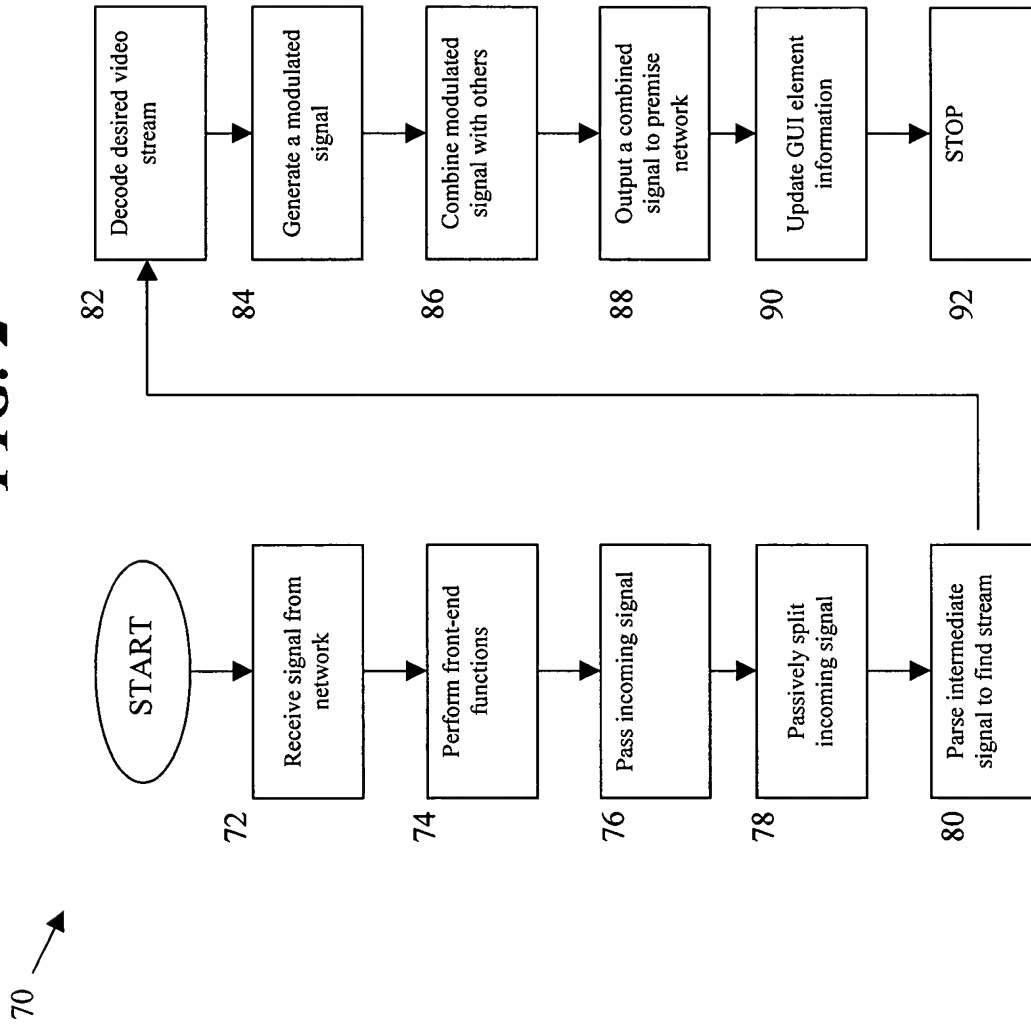 FIG. 2
70
START
72
Receive signal from
network
74
Perform front-end
functions
76
Pass incoming signal
78
Passively split
incoming signal
80
Parse intermediate
signal to find stream
82
Decode desired video
stream
84
Generate a modulated
signal
86
Combine modulated
signal with others
88
Output a combined
signal to premise
network
90
Update GUI element
information
92
STOP